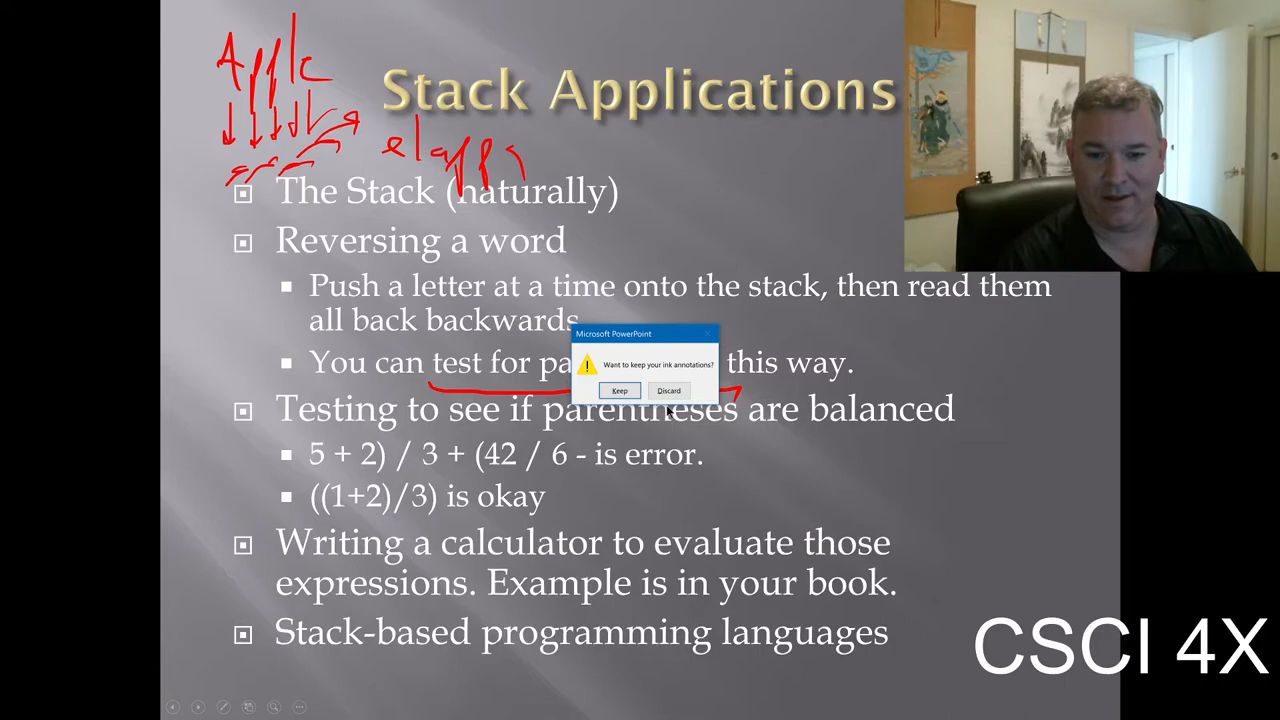 Apple
Stack Applications
elappa
The Stack (naturally)
Reversing a word
Push a letter at a time onto the stack, then read them
all back backwards
You can test for pa
this way.
Microsoft PowerPoint
Want to keep your ink annotations?
Keep
Discard
Testing to see if parentheses are balanced
5 + 2) / 3 + (42 / 6 - is error.
((1+2)/3) is okay
Writing a calculator to evaluate those
expressions. Example is in your book.
Stack-based programming languages
CSCI 4X